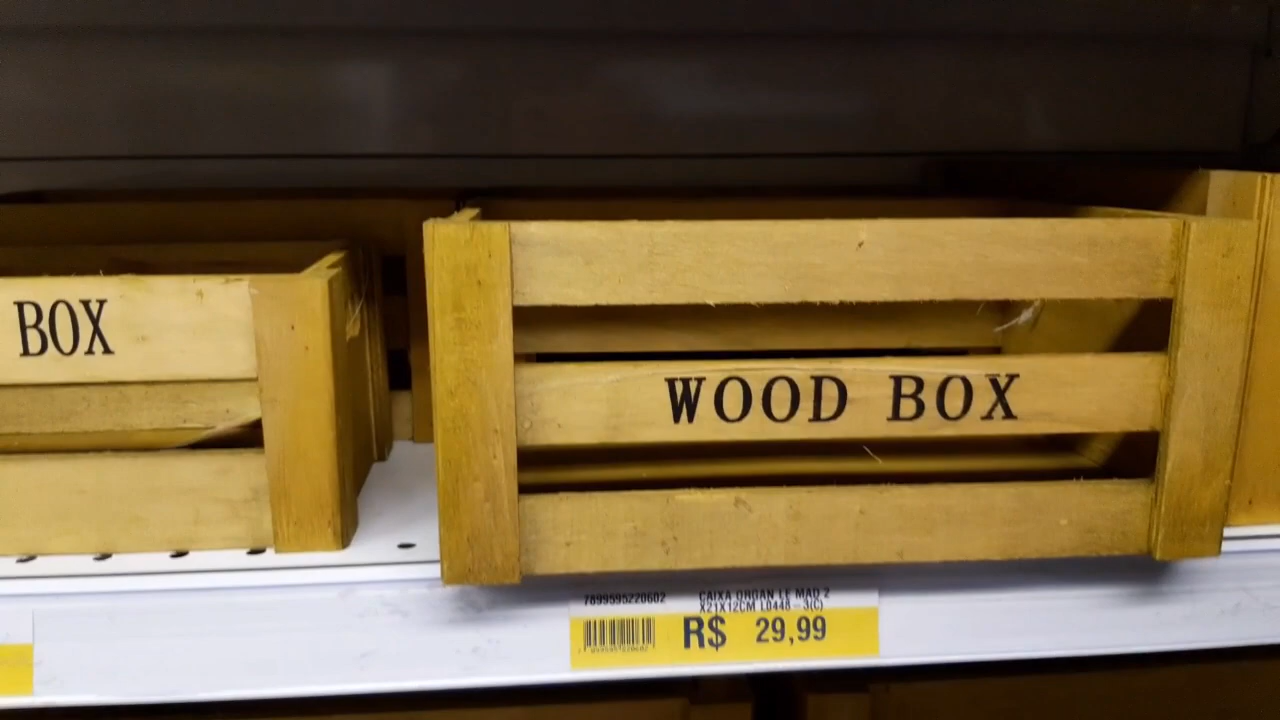 BOX
WOOD BOX
7899595220602
CAIXA ORGAN LE MAD 2
X21X12CM L0448 - 3(C)
R$ 29,99